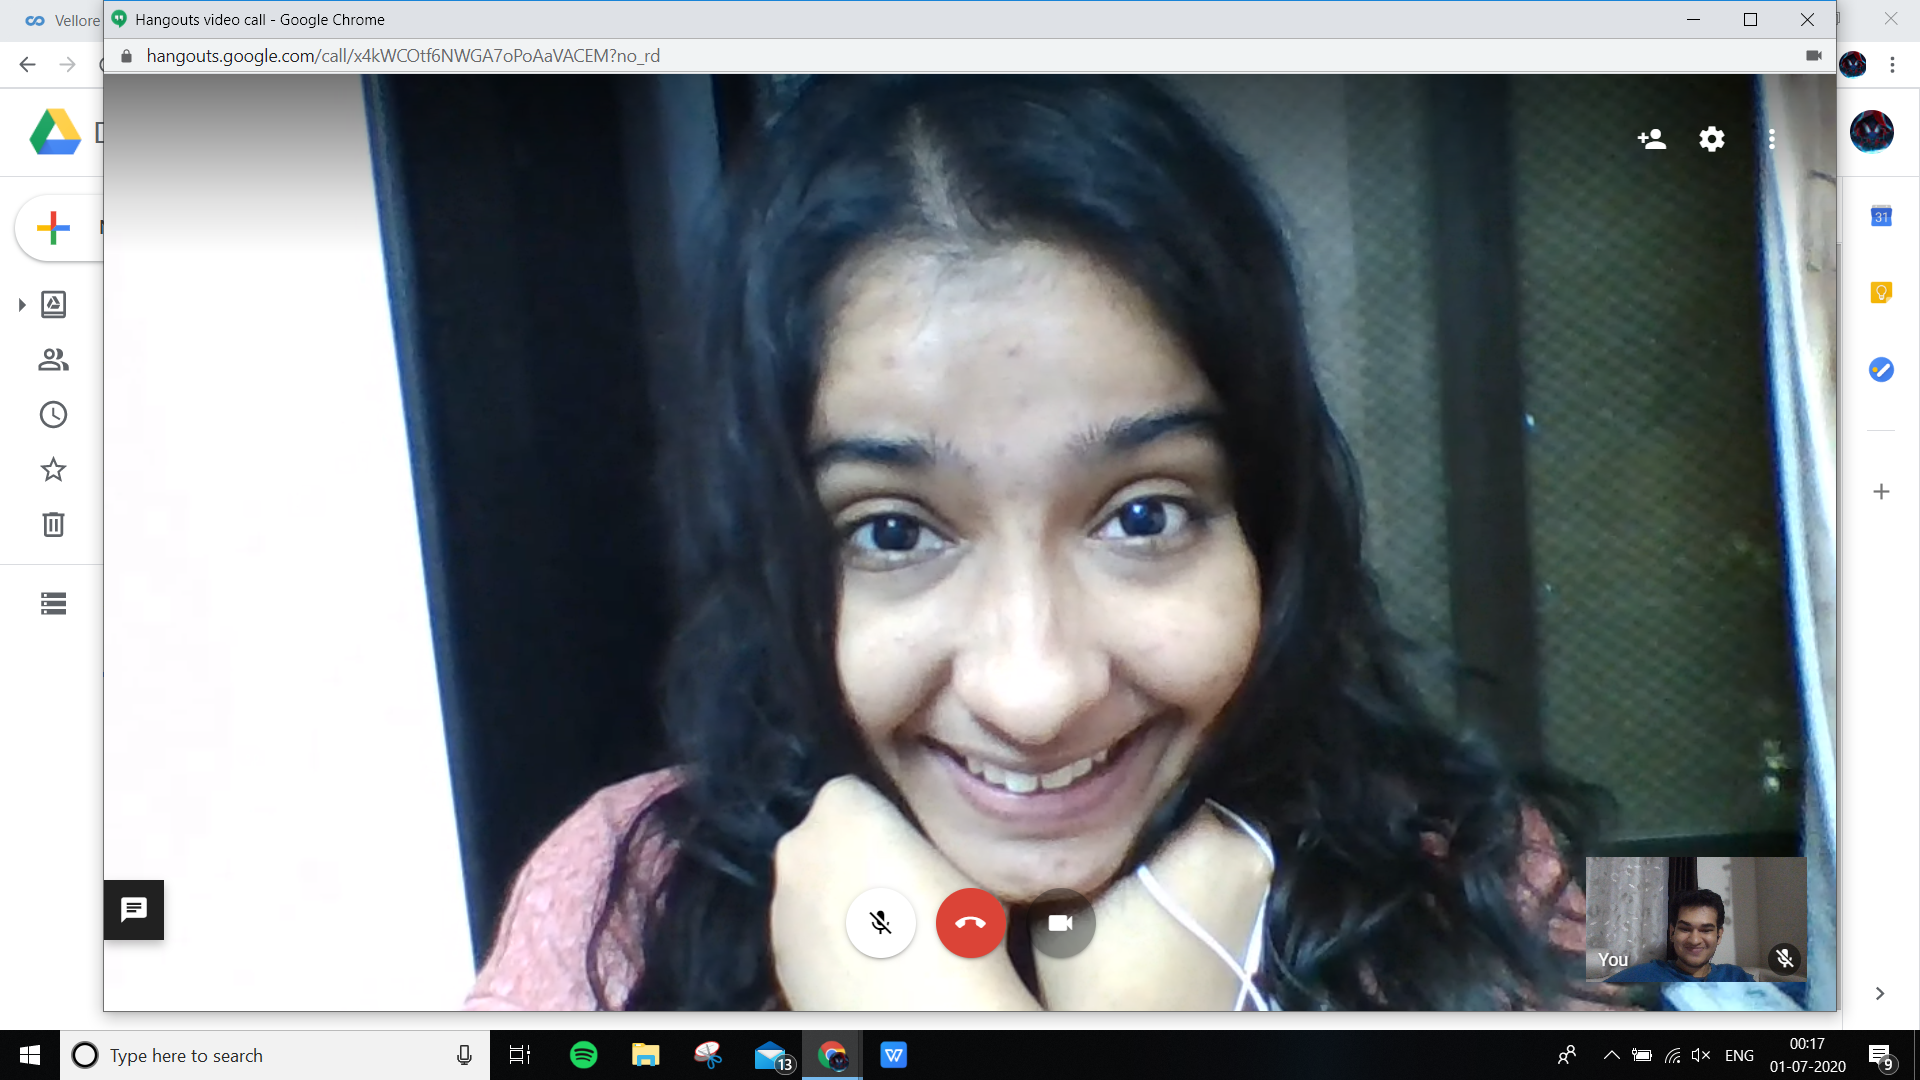 Vellore
Hangouts video call - Google Chrome
hangouts.google.com/call/x4kWCOtf6NWGA7oPoAaVACEM?no_rd
31
You
Type here to search
13
W
ENG
00:17
01-07-2020
9